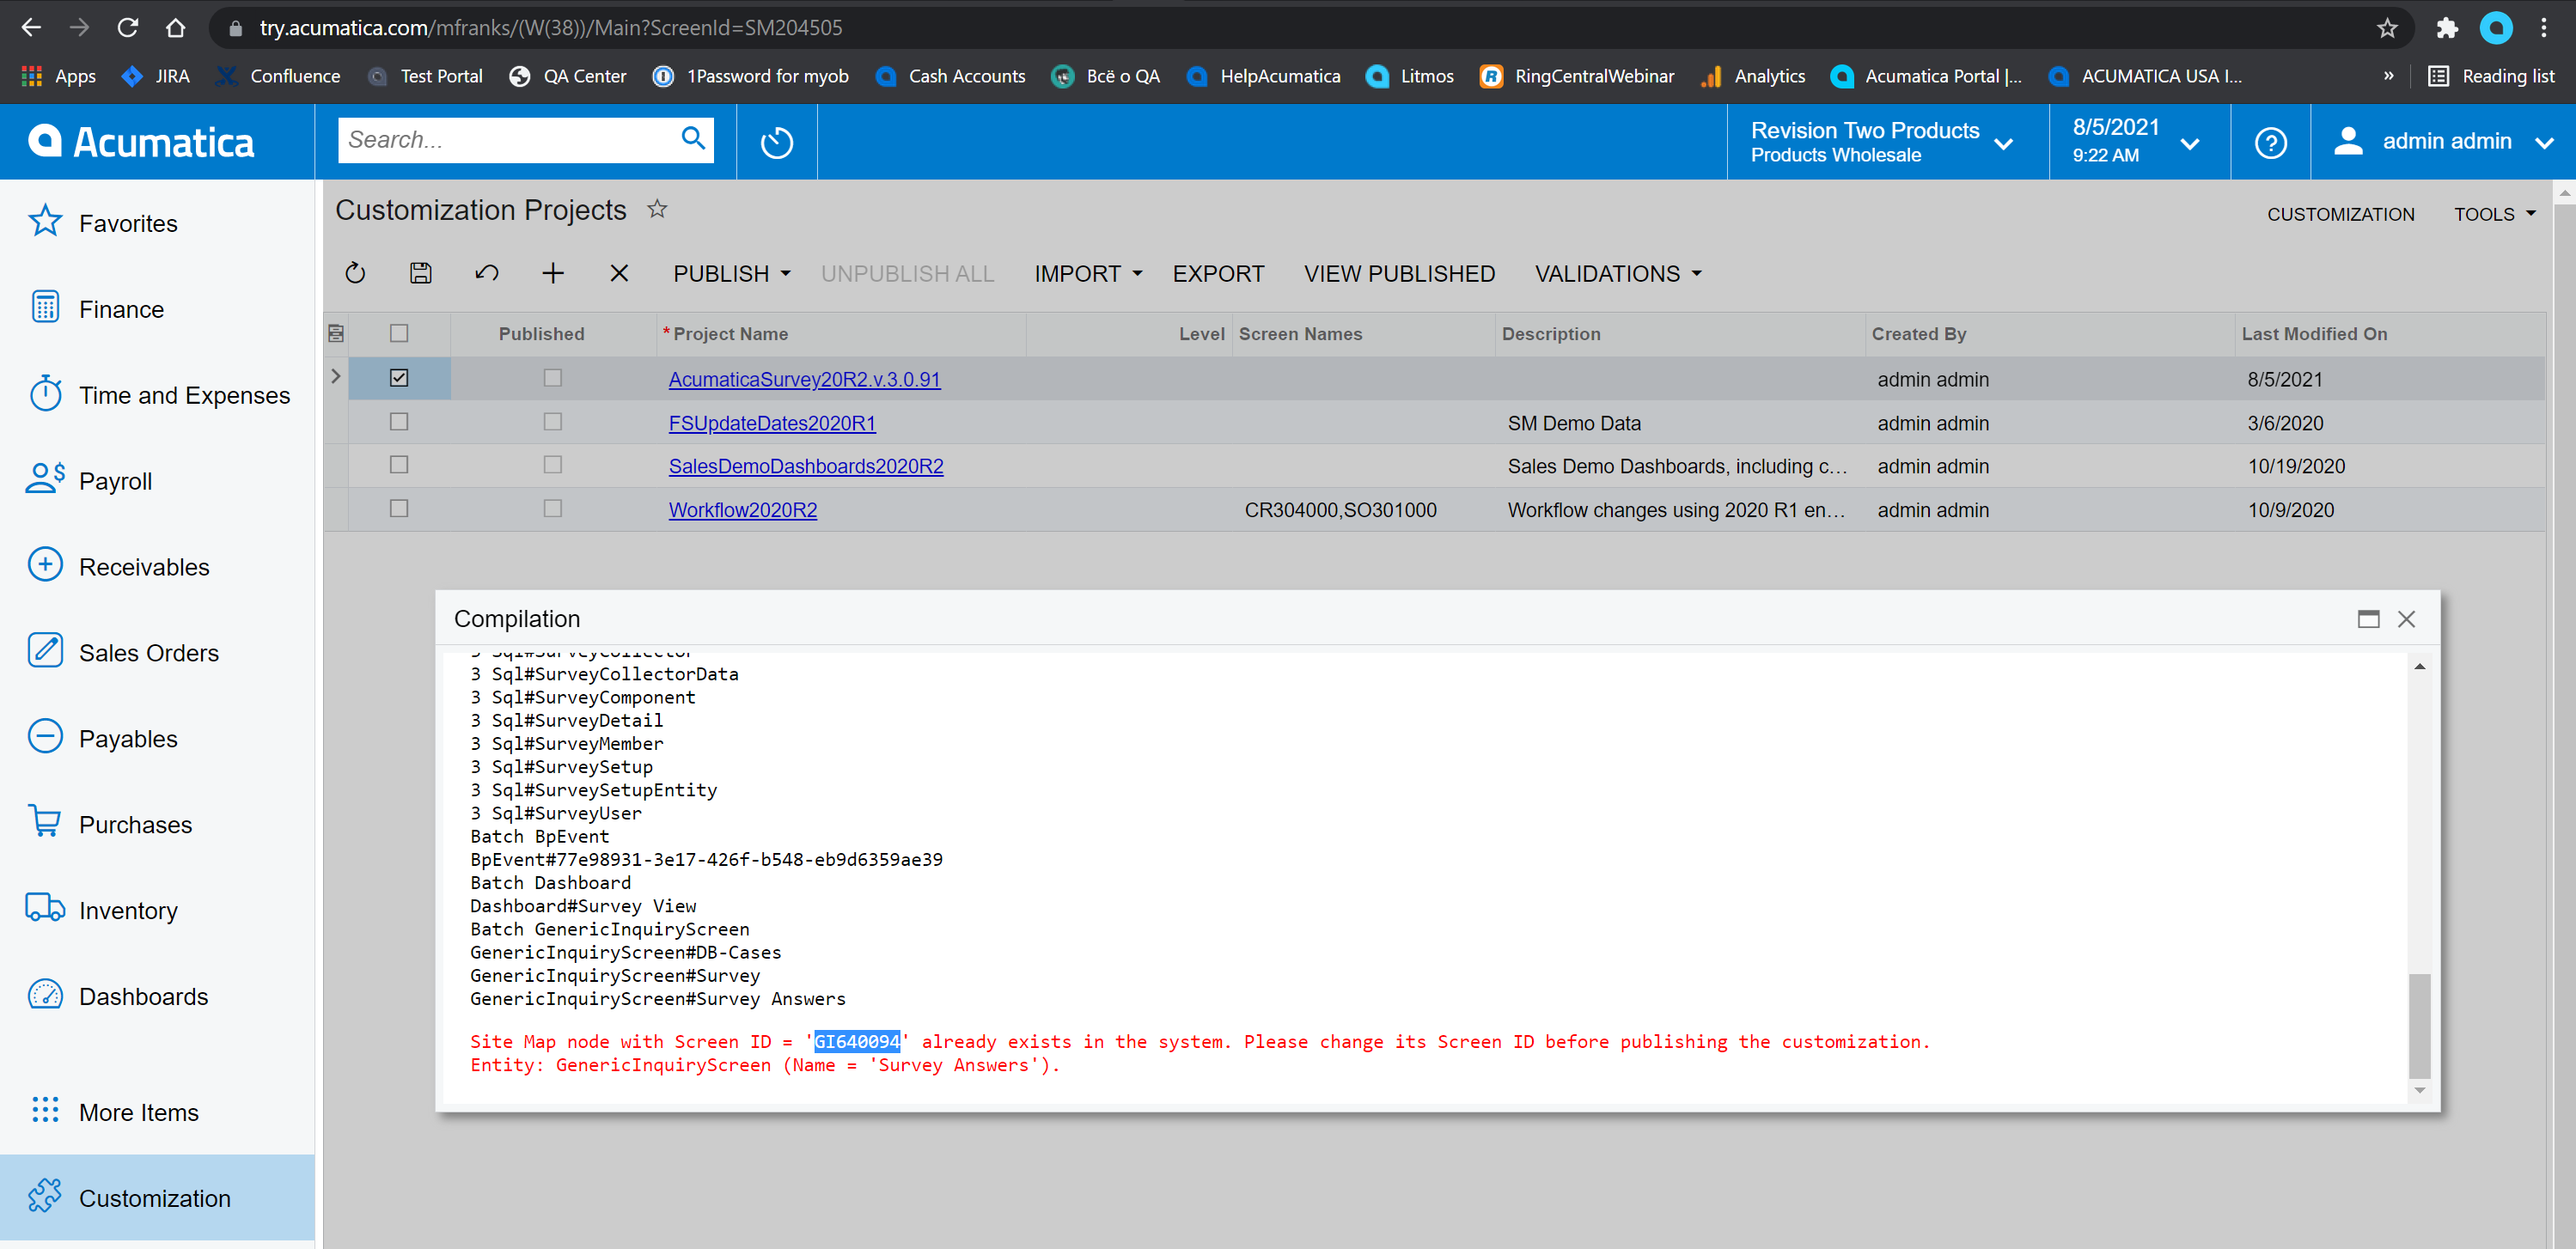 try.acumatica.com/mfranks/(W(38))/Main?ScreenId=SM204505
Apps JIRA Confluence Test Portal QA Center 1Password for myob Cash Accounts Всё о QA HelpAcumatica Litmos RingCentralWebinar Analytics Acumatica Portal |... ACUMATICA USA I... » Reading list
Acumatica Search... Revision Two Products 8/5/2021 ? admin admin
Products Wholesale 9:22 AM
Favorites
Finance
Time and Expenses
Payroll
Receivables
Sales Orders
Payables
Purchases
Inventory
Dashboards
More Items
Customization
Customization Projects CUSTOMIZATION TOOLS
PUBLISH UNPUBLISH ALL IMPORT EXPORT VIEW PUBLISHED VALIDATIONS
Published * Project Name Level Screen Names Description Created By Last Modified On
AcumaticaSurvey20R2.v.3.0.91 admin admin 8/5/2021
FSUpdateDates2020R1 SM Demo Data admin admin 3/6/2020
SalesDemoDashboards2020R2 Sales Demo Dashboards, including c... admin admin 10/19/2020
Workflow2020R2 CR304000,SO301000 Workflow changes using 2020 R1 en... admin admin 10/9/2020
Compilation
3 Sql#SurveyCollector
3 Sql#SurveyCollectorData
3 Sql#SurveyComponent
3 Sql#SurveyDetail
3 Sql#SurveyMember
3 Sql#SurveySetup
3 Sql#SurveySetupEntity
3 Sql#SurveyUser
Batch BpEvent
BpEvent#77e98931-3e17-426f-b548-eb9d6359ae39
Batch Dashboard
Dashboard#Survey View
Batch GenericInquiryScreen
GenericInquiryScreen#DB-Cases
GenericInquiryScreen#Survey
GenericInquiryScreen#Survey Answers
Site Map node with Screen ID = 'GI640094' already exists in the system. Please change its Screen ID before publishing the customization.
Entity: GenericInquiryScreen (Name = 'Survey Answers').